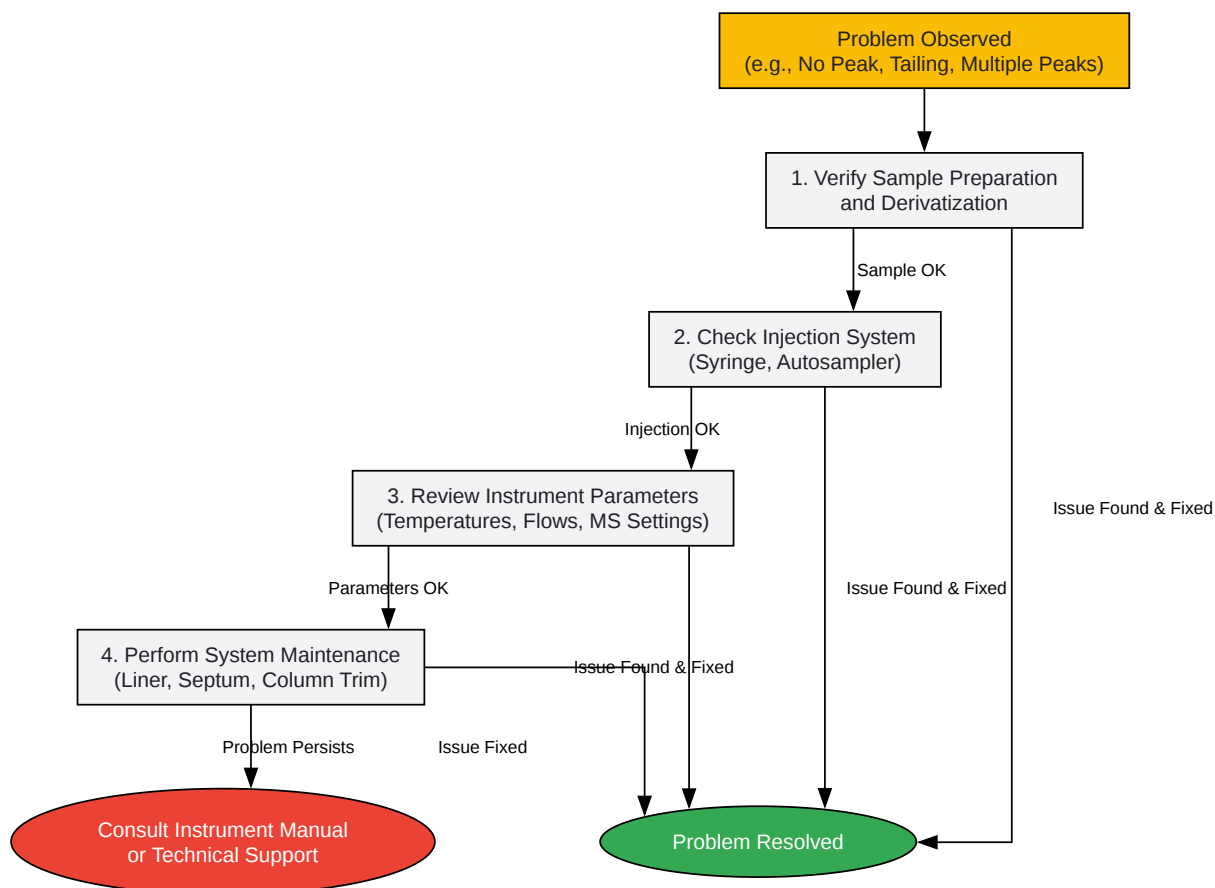 Problem Observed
(e.g., No Peak, Tailing, Multiple Peaks)
1. Verify Sample Preparation
and Derivatization
Sample OK
2. Check Injection System
(Syringe, Autosampler)
Injection OK
3. Review Instrument Parameters
(Temperatures, Flows, MS Settings)
Issue Found & Fixed
Parameters OK
Issue Found & Fixed
4. Perform System Maintenance
(Liner, Septum, Column Trim)
Issue Found & Fixed
Problem Persists
Issue Fixed
Consult Instrument Manual
or Technical Support
Problem Resolved